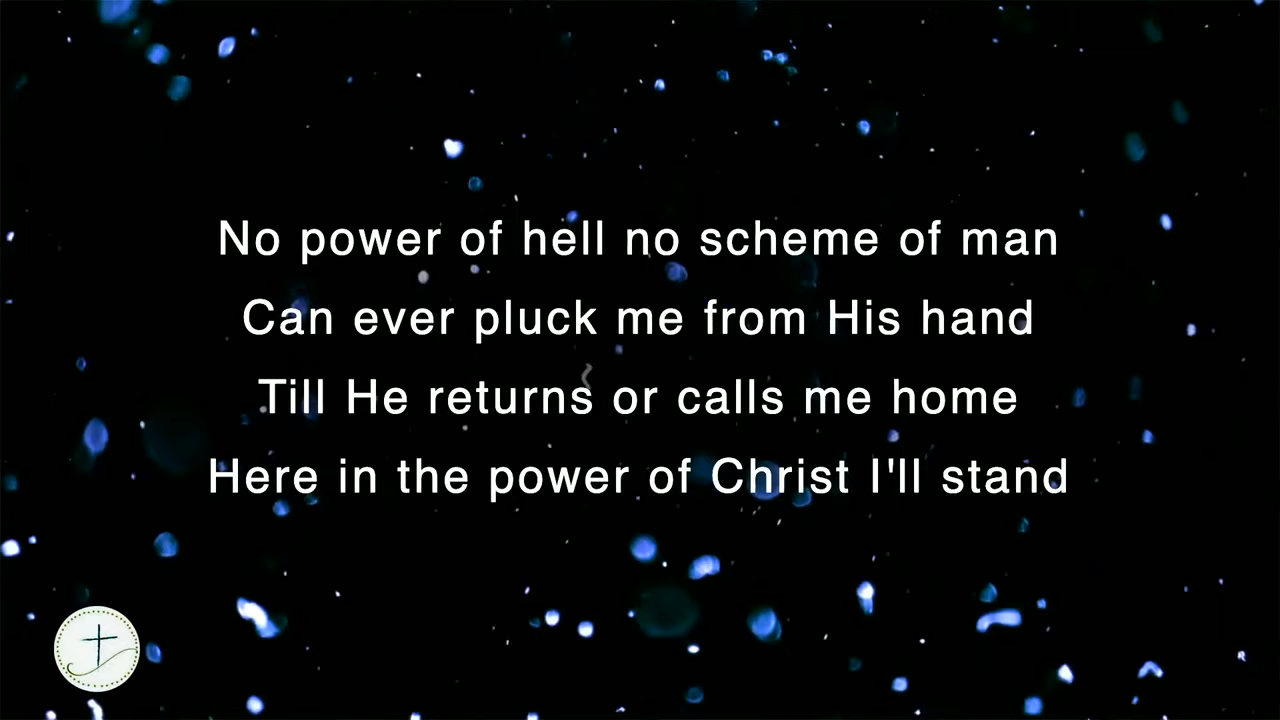 No power of hell no scheme of man
Can ever pluck me from His hand
Till He returns or calls me home
Here in the power of Christ I'll stand